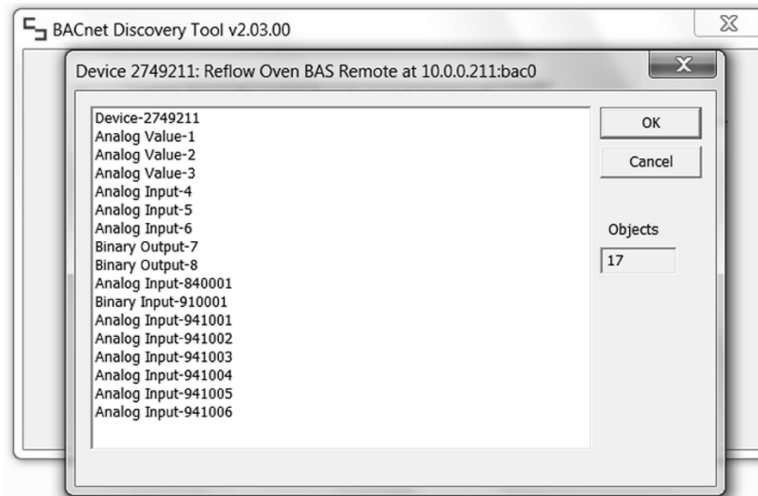 BACnet Discovery Tool v2.03.00
Device 2749211: Reflow Oven BAS Remote at 10.0.0.211:bac0
Device-2749211
Analog Value-1
Analog Value-2
Analog Value-3
Analog Input-4
Analog Input-5
Analog Input-6
Binary Output-7
Binary Output-8
Analog Input-840001
Binary Input-910001
Analog Input-941001
Analog Input-941002
Analog Input-941003
Analog Input-941004
Analog Input-941005
Analog Input-941006
OK
Cancel
Objects
17